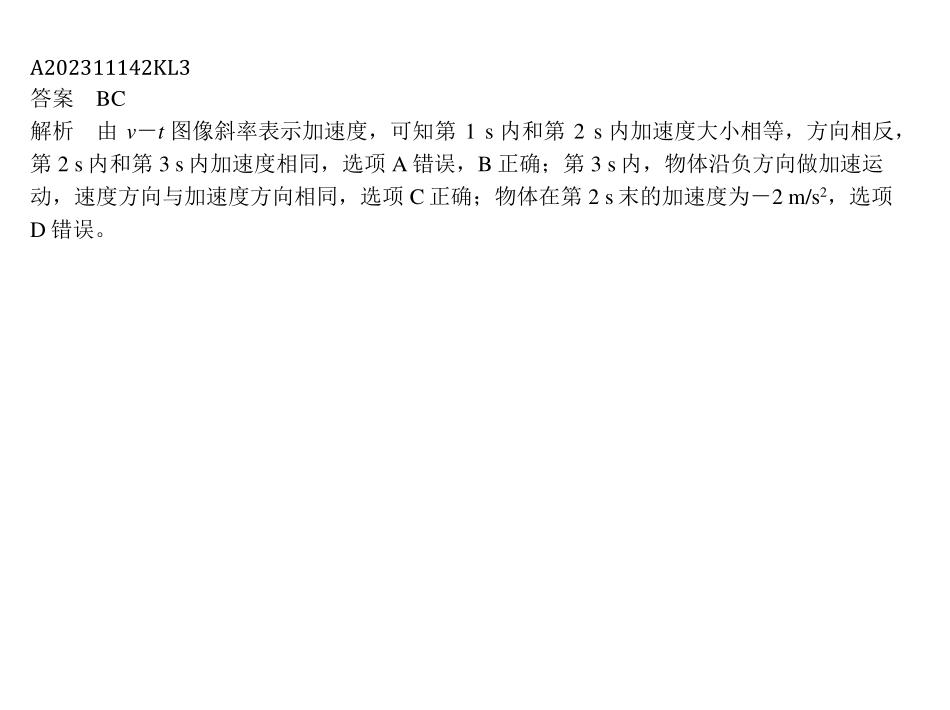 A202311142KL3
答案 BC
解析 由 v－t 图像斜率表示加速度，可知第 1 s 内和第 2 s 内加速度大小相等，方向相反，
第 2 s 内和第 3 s 内加速度相同，选项 A 错误，B 正确；第 3 s 内，物体沿负方向做加速运
动，速度方向与加速度方向相同，选项 C 正确；物体在第 2 s 末的加速度为－2 m/s²，选项
D 错误。